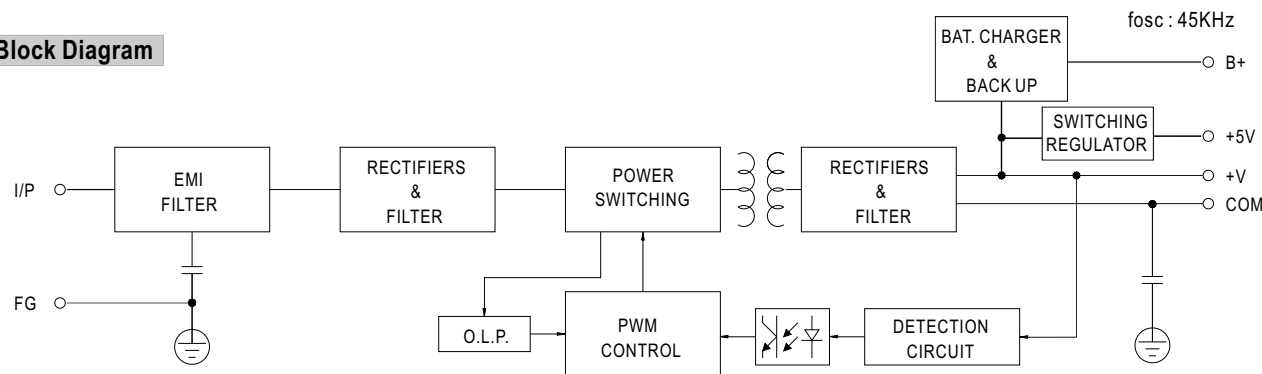 fosc : 45KHz
Block Diagram
BAT. CHARGER
&
BACK UP
B+
SWITCHING
REGULATOR
+5V
I/P
EMI
FILTER
RECTIFIERS
&
FILTER
POWER
SWITCHING
RECTIFIERS
&
FILTER
+V
COM
FG
O.L.P.
PWM
CONTROL
DETECTION
CIRCUIT